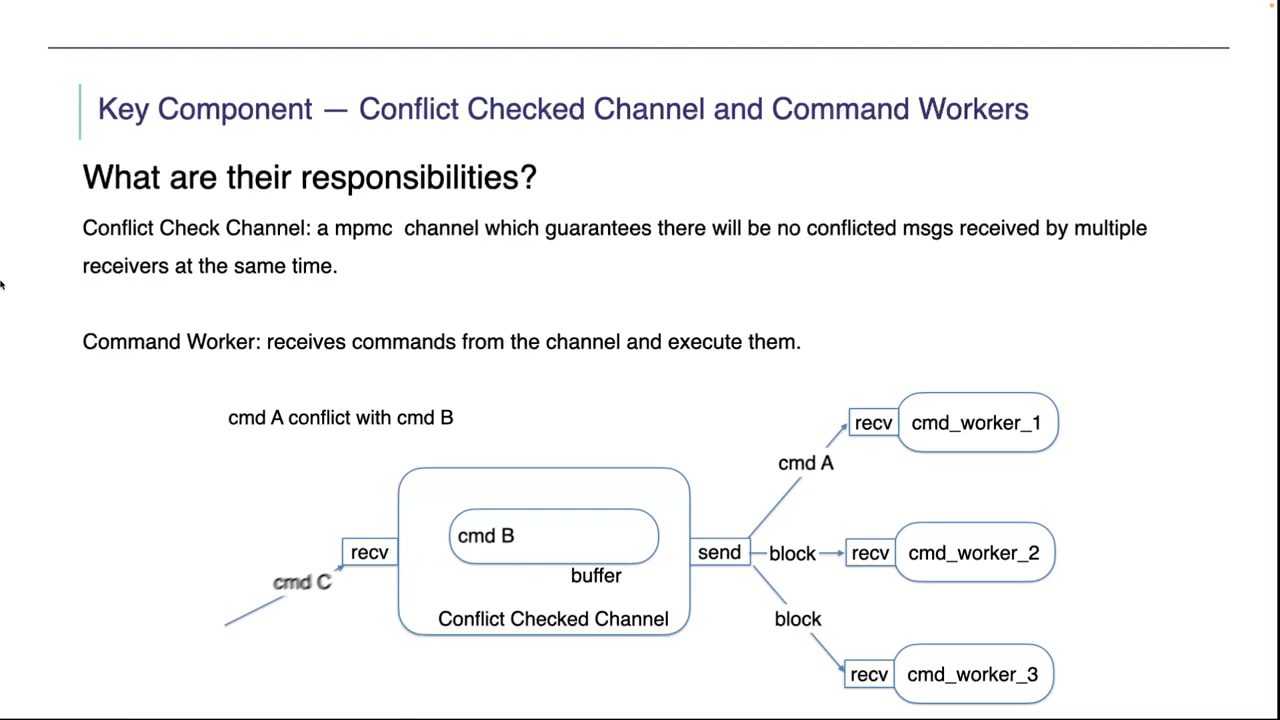 Key Component — Conflict Checked Channel and Command Workers
What are their responsibilities?
Conflict Check Channel: a mpmc channel which guarantees there will be no conflicted msgs received by multiple
receivers at the same time.
Command Worker: receives commands from the channel and execute them.
cmd A conflict with cmd B
recv
cmd_worker_1
cmd A
cmd B
recv
send
block
recv
cmd_worker_2
cmd C
buffer
Conflict Checked Channel
block
recv
cmd_worker_3